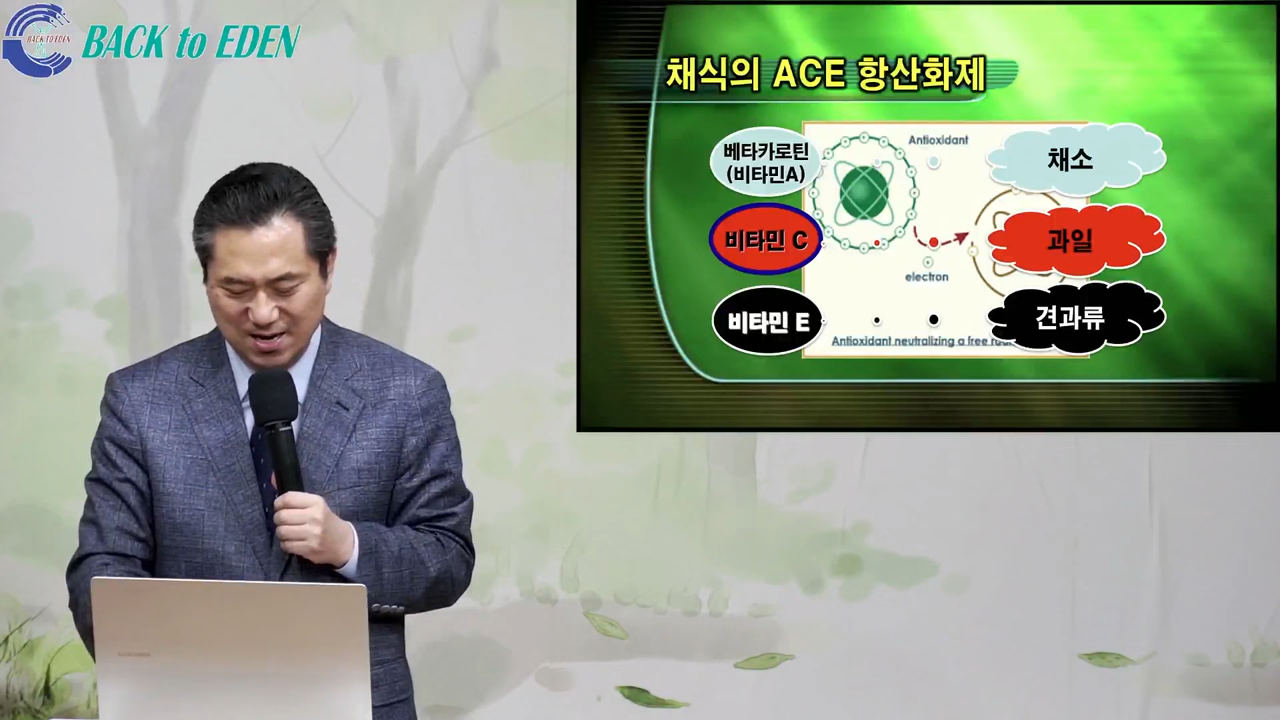 BACK TO EDEN
BACK to EDEN
채식의 ACE 항산화제
베타카로틴
(비타민A)
Antioxidant
채소
비타민 C
과일
electron
비타민 E
견과류
Antioxidant neutralizing a free